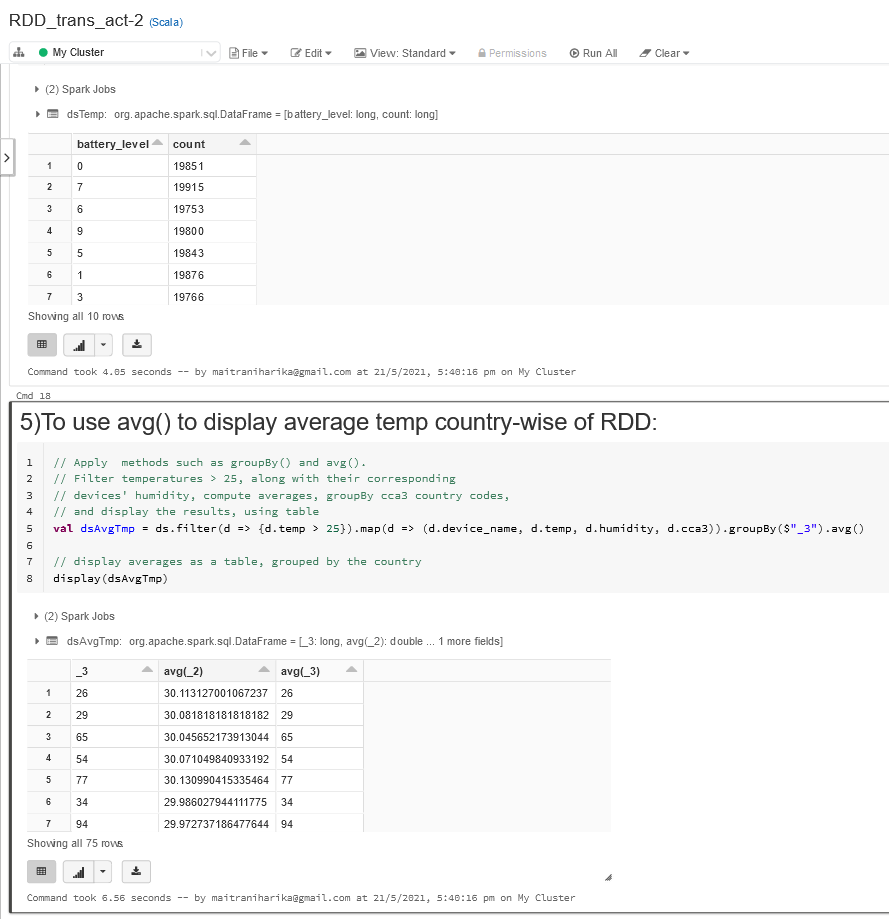 RDD_trans_act-2 (Scala)
My Cluster File Edit View: Standard Permissions Run All Clear
(2) Spark Jobs
dsTemp: org.apache.spark.sql.DataFrame = [battery_level: long, count: long]
battery_level count
1 0 19851
2 7 19915
3 6 19753
4 9 19800
5 5 19843
6 1 19876
7 3 19766
Showing all 10 rows.
Command took 4.05 seconds -- by maitraniharika@gmail.com at 21/5/2021, 5:40:16 pm on My Cluster
Cmd 18
5)To use avg() to display average temp country-wise of RDD:
1 // Apply  methods such as groupBy() and avg().
2 // Filter temperatures > 25, along with their corresponding
3 // devices' humidity, compute averages, groupBy cca3 country codes,
4 // and display the results, using table
5 val dsAvgTmp = ds.filter(d => {d.temp > 25}).map(d => (d.device_name, d.temp, d.humidity, d.cca3)).groupBy($"_3").avg()
6
7 // display averages as a table, grouped by the country
8 display(dsAvgTmp)
(2) Spark Jobs
dsAvgTmp: org.apache.spark.sql.DataFrame = [_3: long, avg(_2): double ... 1 more fields]
_3 avg(_2) avg(_3)
1 26 30.113127001067237 26
2 29 30.081818181818182 29
3 65 30.045652173913044 65
4 54 30.071049840933192 54
5 77 30.130990415335464 77
6 34 29.986027944111775 34
7 94 29.972737186477644 94
Showing all 75 rows.
Command took 6.56 seconds -- by maitraniharika@gmail.com at 21/5/2021, 5:40:16 pm on My Cluster